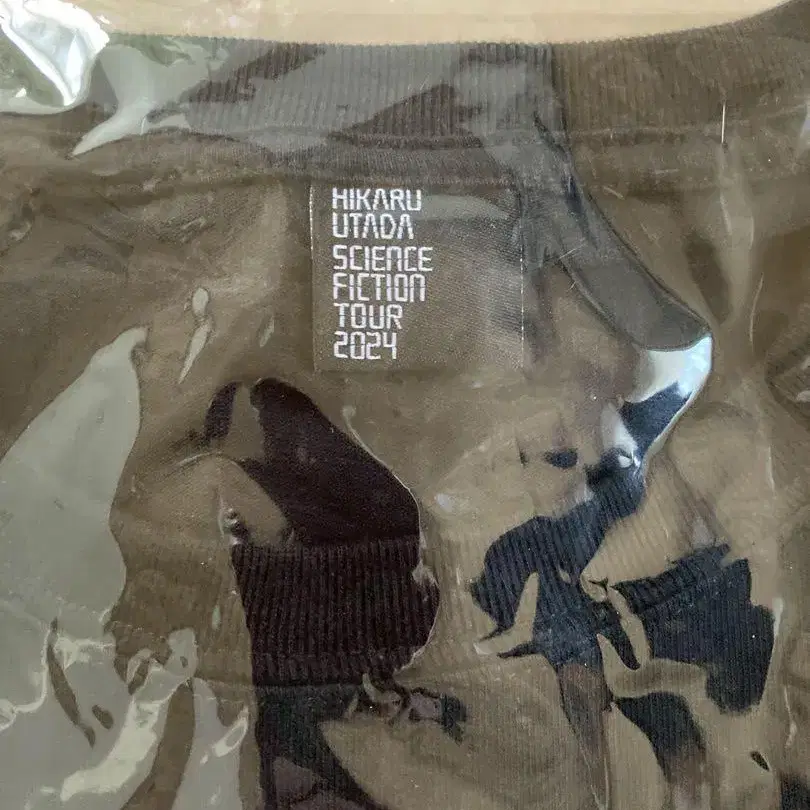 HIKARU
UTADA
SCIENCE
FICTION
TOUR
2024